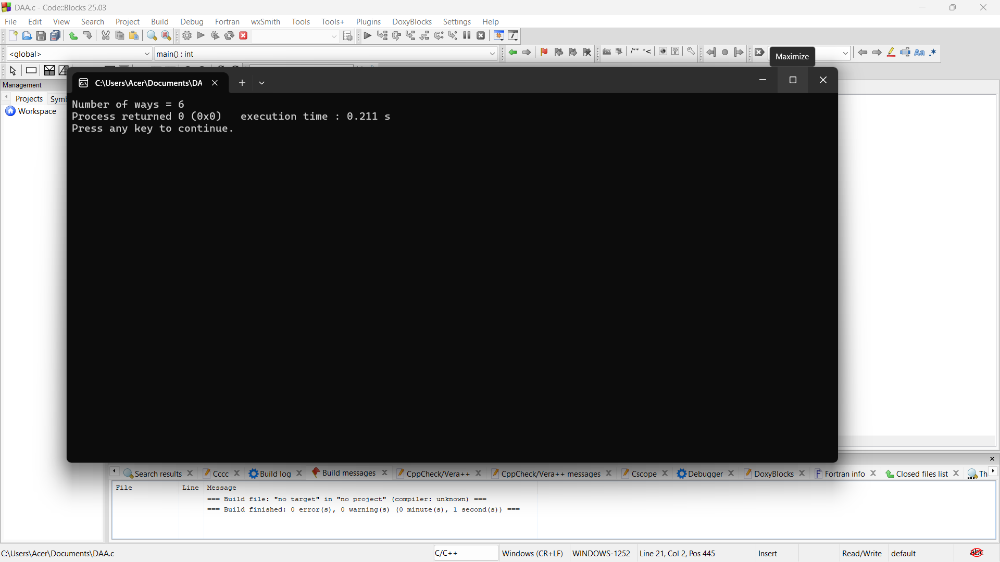 DAA.c - Code::Blocks 25.03
File Edit View Search Project Build Debug Fortran wxSmith Tools Tools+ Plugins DoxyBlocks Settings Help
<global> main() : int
Maximize
Management
C:\Users\Acer\Documents\DA
Projects Sym
Workspace
Number of ways = 6
Process returned 0 (0x0)   execution time : 0.211 s
Press any key to continue.
Search results Cccc Build log Build messages CppCheck/Vera++ CppCheck/Vera++ messages Cscope Debugger DoxyBlocks Fortran info Closed files list Th
File Line Message
=== Build file: "no target" in "no project" (compiler: unknown) ===
=== Build finished: 0 error(s), 0 warning(s) (0 minute(s), 1 second(s)) ===
C:\Users\Acer\Documents\DAA.c C/C++ Windows (CR+LF) WINDOWS-1252 Line 21, Col 2, Pos 445 Insert Read/Write default abc